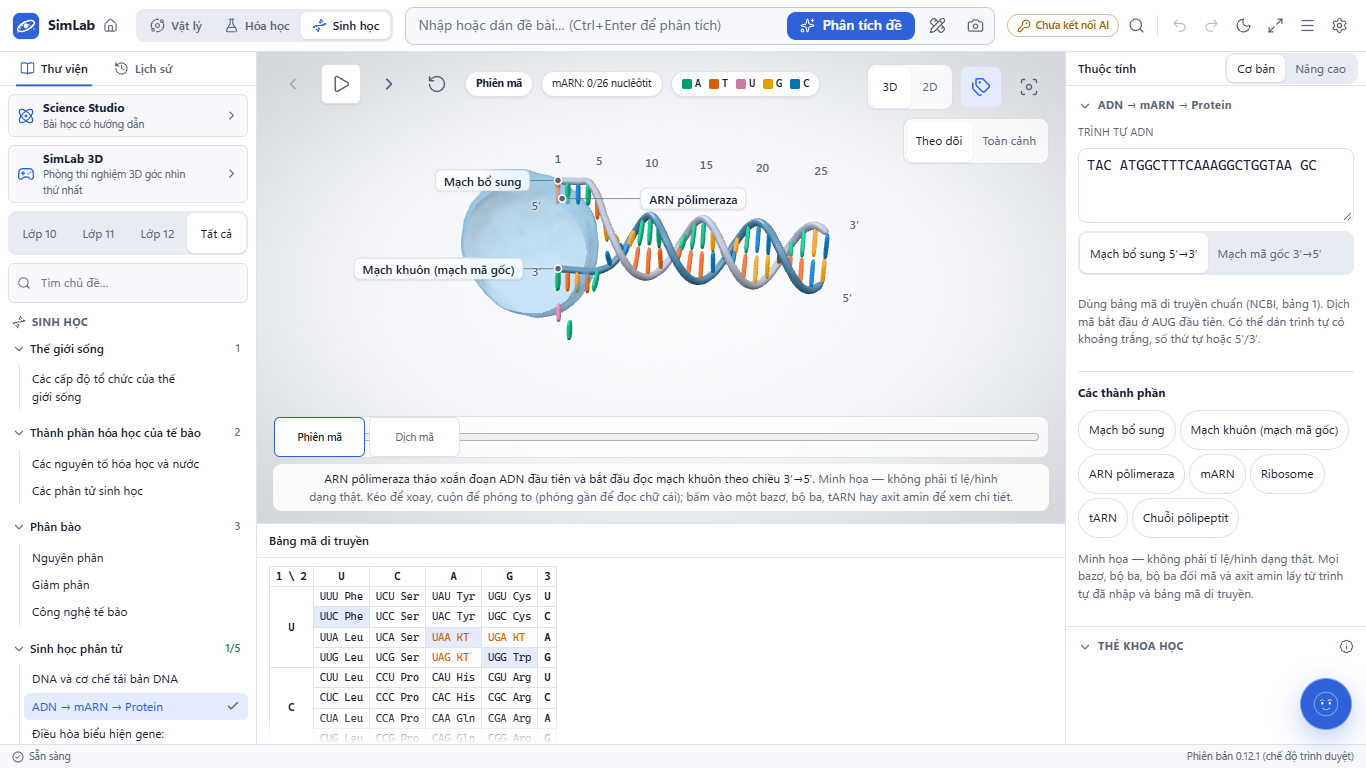 SimLab
Vật lý
Hóa học
Sinh học
Nhập hoặc dán đề bài... (Ctrl+Enter để phân tích)
Phân tích đề
Chưa kết nối AI
Thư viện
Lịch sử
Science Studio
Bài học có hướng dẫn
SimLab 3D
Phòng thí nghiệm 3D góc nhìn
thứ nhất
Lớp 10
Lớp 11
Lớp 12
Tất cả
Tìm chủ đề...
SINH HỌC
Thế giới sống 1
Các cấp độ tổ chức của thế
giới sống
Thành phần hóa học của tế bào 2
Các nguyên tố hóa học và nước
Các phân tử sinh học
Phân bào 3
Nguyên phân
Giảm phân
Công nghệ tế bào
Sinh học phân tử 1/5
DNA và cơ chế tái bản DNA
ADN → mARN → Protein
Điều hòa biểu hiện gene:
Phiên mã
mARN: 0/26 nuclêôtit
A T U G C
3D 2D
Theo dõi
Toàn cảnh
1 5 10 15 20 25
Mạch bổ sung
ARN pôlimeraza
5′
3′
Mạch khuôn (mạch mã gốc)
3′
5′
Phiên mã
Dịch mã
ARN pôlimeraza tháo xoắn đoạn ADN đầu tiên và bắt đầu đọc mạch khuôn theo chiều 3′→5′. Minh họa — không phải tỉ lệ/hình
dạng thật. Kéo để xoay, cuộn để phóng to (phóng gần để đọc chữ cái); bấm vào một bazơ, bộ ba, tARN hay axit amin để xem chi tiết.
Bảng mã di truyền
1 \ 2 U C A G 3
UUU Phe UCU Ser UAU Tyr UGU Cys U
UUC Phe UCC Ser UAC Tyr UGC Cys C
U
UUA Leu UCA Ser UAA KT UGA KT A
UUG Leu UCG Ser UAG KT UGG Trp G
CUU Leu CCU Pro CAU His CGU Arg U
CUC Leu CCC Pro CAC His CGC Arg C
C
CUA Leu CCA Pro CAA Gln CGA Arg A
CUG Leu CCG Pro CAG Gln CGG Arg G
Thuộc tính
Cơ bản
Nâng cao
ADN → mARN → Protein
TRÌNH TỰ ADN
TAC ATGGCTTTCAAAGGCTGGTAA GC
Mạch bổ sung 5′→3′
Mạch mã gốc 3′→5′
Dùng bảng mã di truyền chuẩn (NCBI, bảng 1). Dịch
mã bắt đầu ở AUG đầu tiên. Có thể dán trình tự có
khoảng trắng, số thứ tự hoặc 5′/3′.
Các thành phần
Mạch bổ sung
Mạch khuôn (mạch mã gốc)
ARN pôlimeraza
mARN
Ribosome
tARN
Chuỗi pôlipeptit
Minh họa — không phải tỉ lệ/hình dạng thật. Mọi
bazơ, bộ ba, bộ ba đối mã và axit amin lấy từ trình
tự đã nhập và bảng mã di truyền.
THẺ KHOA HỌC
Sẵn sàng
Phiên bản 0.12.1 (chế độ trình duyệt)